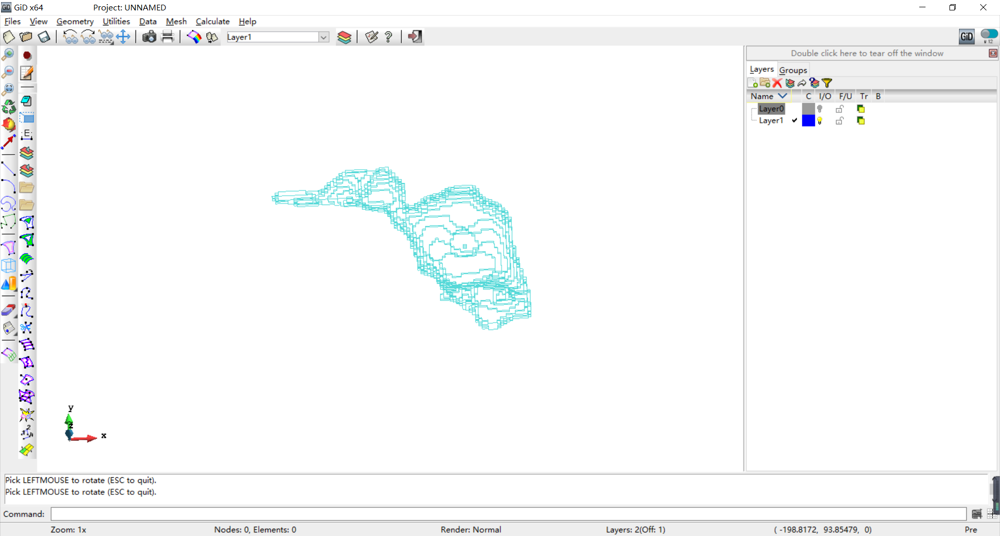 GiD x64 Project: UNNAMED
Files View Geometry Utilities Data Mesh Calculate Help
Layer1
GiD
v 12
Double click here to tear off the window
Layers Groups
Name C I/O F/U Tr B
Layer0
Layer1
E
2
y
z
x
Pick LEFTMOUSE to rotate (ESC to quit).
Pick LEFTMOUSE to rotate (ESC to quit).
Command:
Zoom: 1x Nodes: 0, Elements: 0 Render: Normal Layers: 2(Off: 1) ( -198.8172, 93.85479, 0) Pre